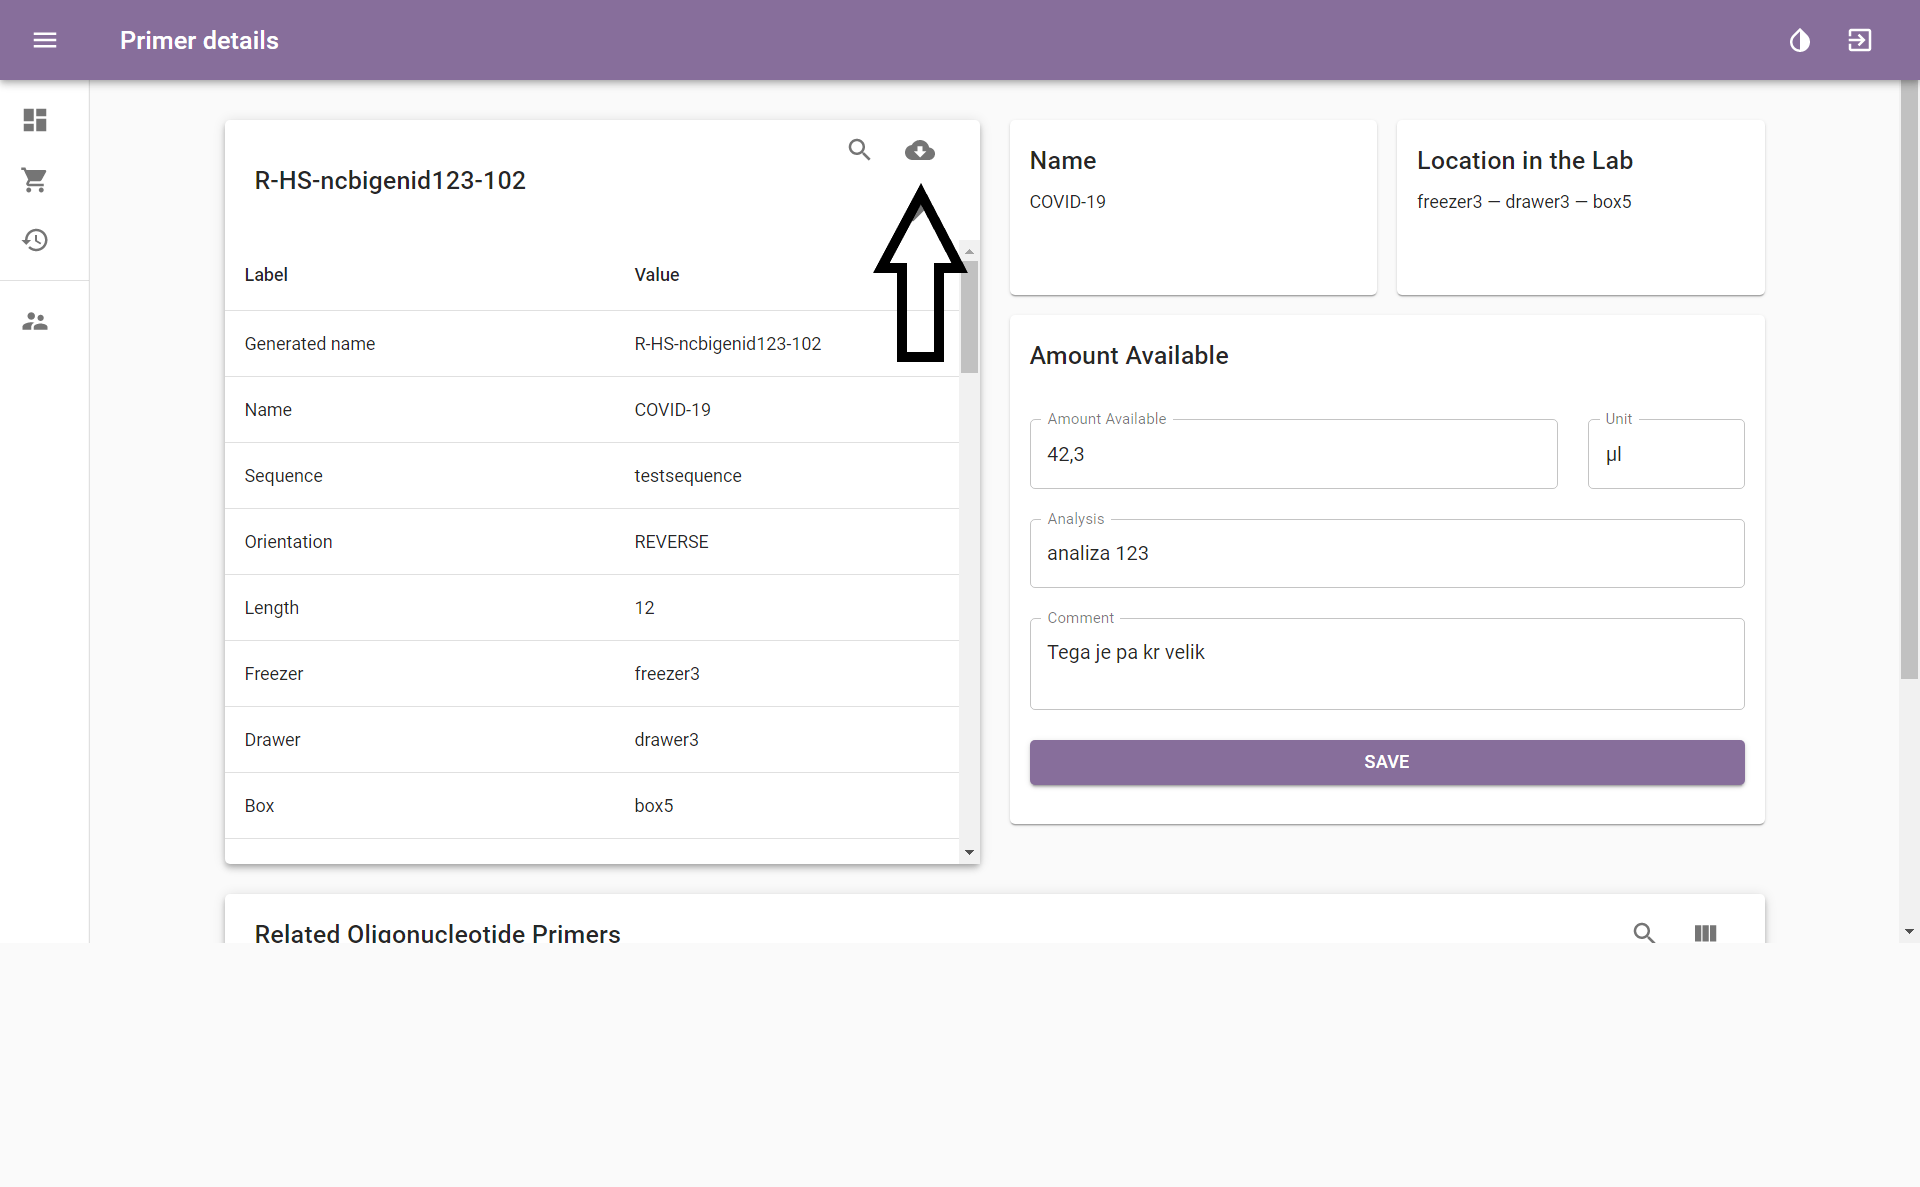 Primer details
R-HS-ncbigenid123-102
Label Value
Generated name R-HS-ncbigenid123-102
Name COVID-19
Sequence testsequence
Orientation REVERSE
Length 12
Freezer freezer3
Drawer drawer3
Box box5
Name
COVID-19
Location in the Lab
freezer3 — drawer3 — box5
Amount Available
Amount Available Unit
42,3 µl
Analysis
analiza 123
Comment
Tega je pa kr velik
SAVE
Related Oligonucleotide Primers